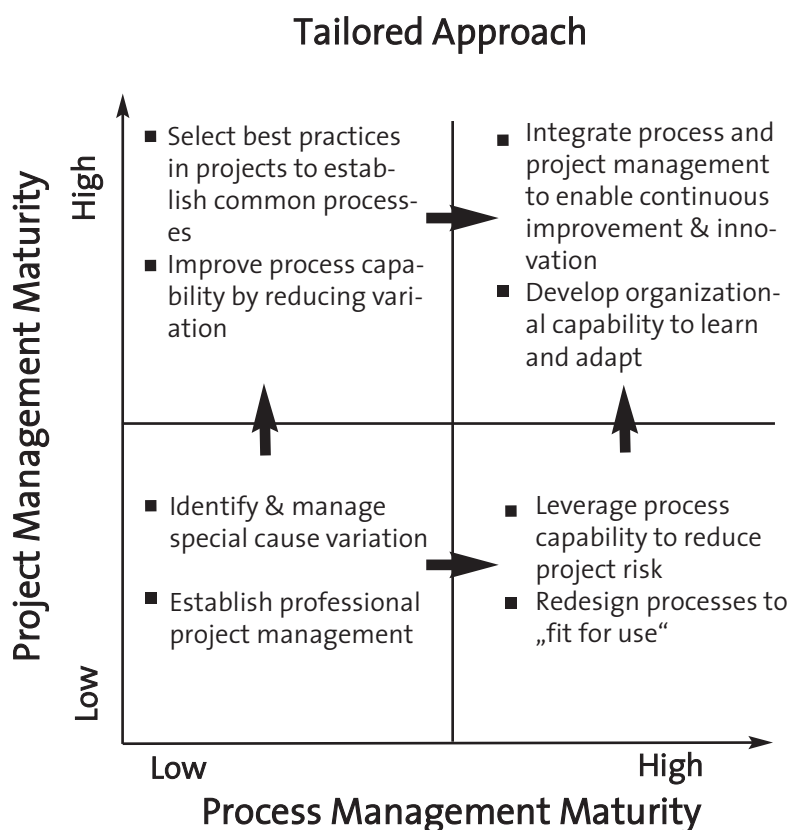 Tailored Approach
Project Management Maturity
High
Low
Select best practices
in projects to estab-
lish common process-
es
Improve process capa-
bility by reducing vari-
ation
Integrate process and
project management
to enable continuous
improvement & inno-
vation
Develop organization-
al capability to learn
and adapt
Identify & manage
special cause variation
Establish professional
project management
Leverage process
capability to reduce
project risk
Redesign processes to
„fit for use“
Low
High
Process Management Maturity